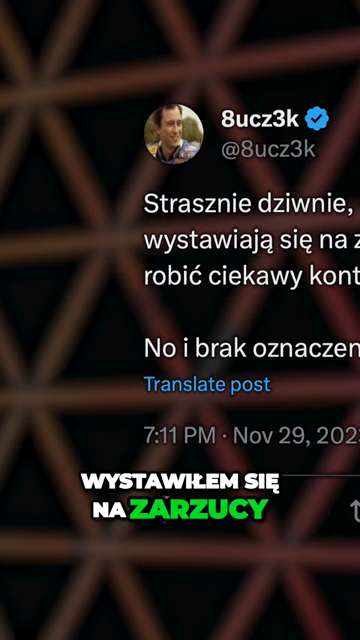 8ucz3k
@8ucz3k
Strasznie dziwnie,
wystawiają się na z
robić ciekawy kont
No i brak oznaczen
Translate post
7:11 PM · Nov 29, 202
WYSTAWIŁEM SIĘ
NA ZARZUCY